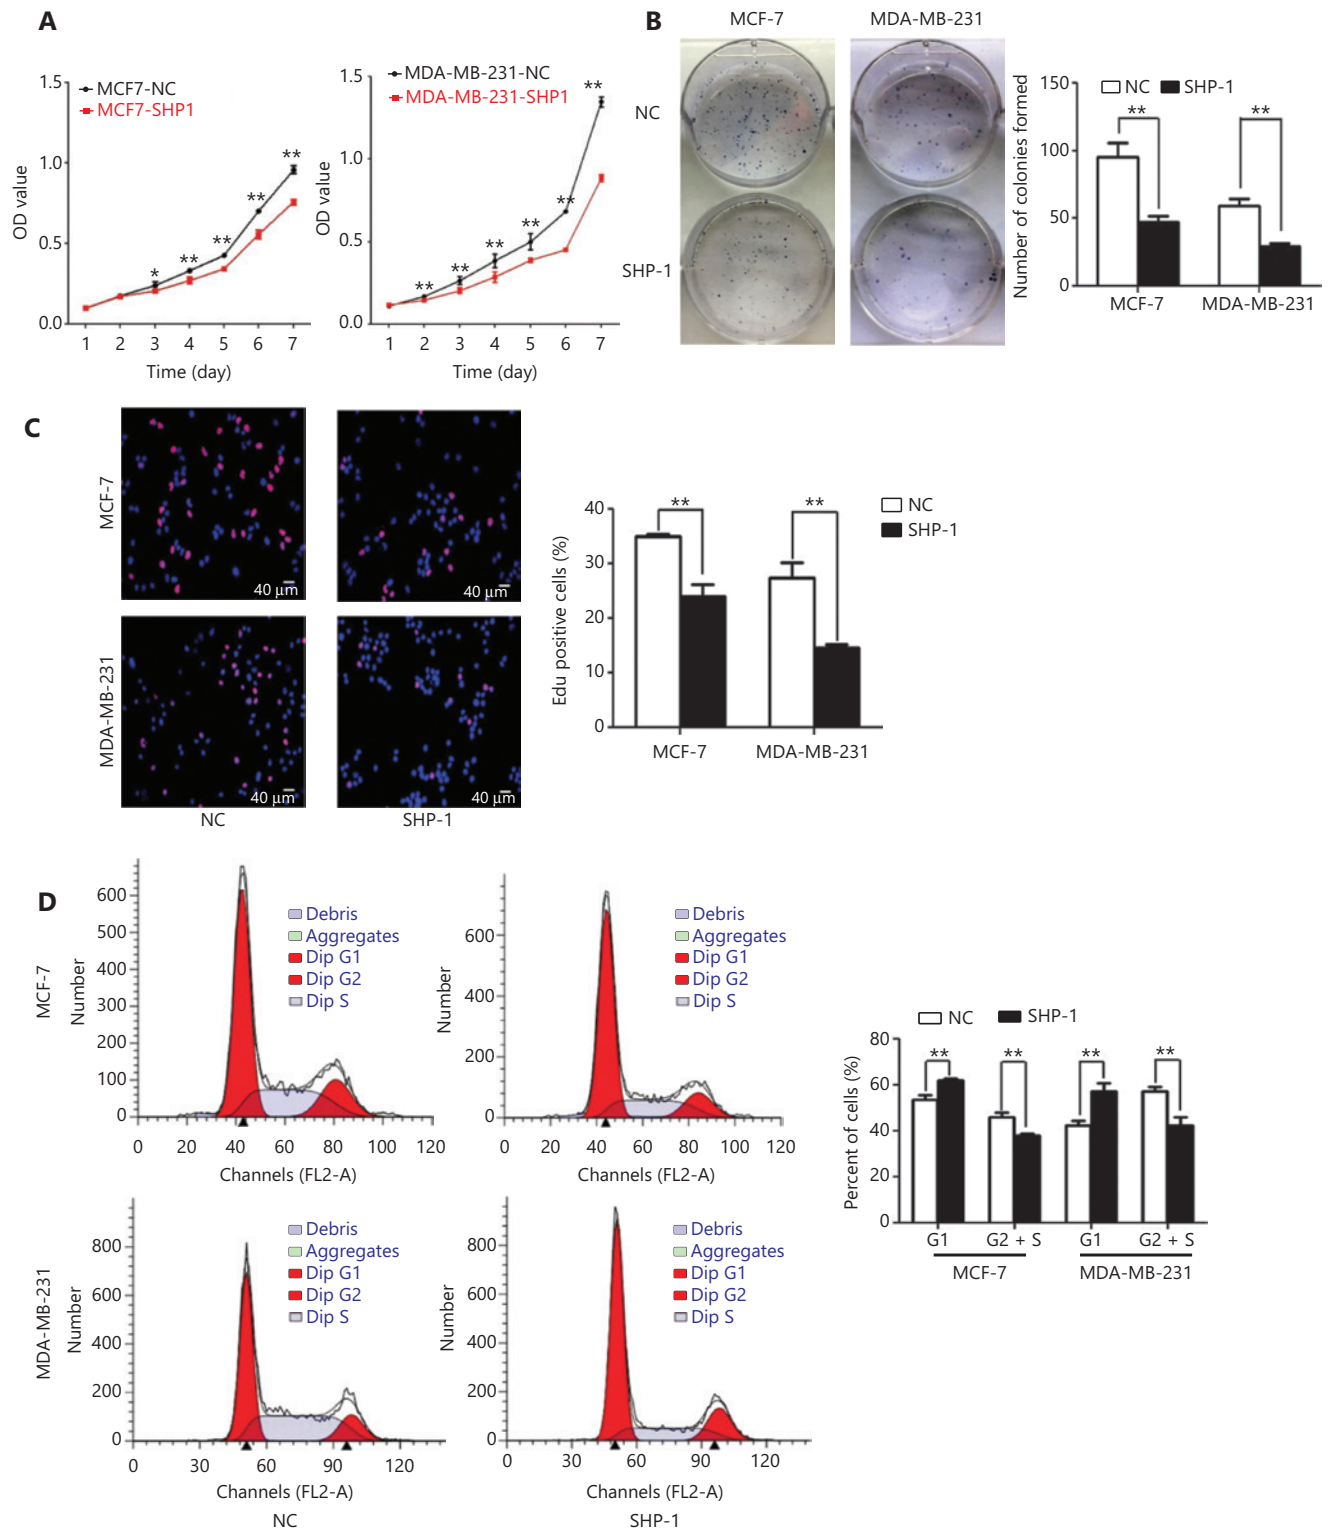 A
MCF7-NC
MCF7-SHP1
1.5
1.0
0.5
0.0
OD value
*
**
**
**
**
1 2 3 4 5 6 7
Time (day)
MDA-MB-231-NC
MDA-MB-231-SHP1
1.5
1.0
0.5
0.0
OD value
**
**
**
**
**
**
1 2 3 4 5 6 7
Time (day)
B
MCF-7 MDA-MB-231
NC
SHP-1
NC SHP-1
Number of colonies formed
150
100
50
0
** **
MCF-7 MDA-MB-231
C
MCF-7
40 μm 40 μm
MDA-MB-231
40 μm 40 μm
NC SHP-1
Edu positive cells (%)
40
30
20
10
0
** **
NC
SHP-1
MCF-7 MDA-MB-231
D
MCF-7
Number
600
500
400
300
200
100
0
Debris
Aggregates
Dip G1
Dip G2
Dip S
0 20 40 60 80 100 120
Channels (FL2-A)
Number
600
400
200
0
Debris
Aggregates
Dip G1
Dip G2
Dip S
0 20 40 60 80 100 120
Channels (FL2-A)
MDA-MB-231
Number
800
600
400
200
0
Debris
Aggregates
Dip G1
Dip G2
Dip S
0 30 60 90 120
Channels (FL2-A)
NC
Number
800
600
400
200
0
Debris
Aggregates
Dip G1
Dip G2
Dip S
0 30 60 90 120
Channels (FL2-A)
SHP-1
NC SHP-1
Percent of cells (%)
80
60
40
20
0
** ** ** **
G1 G2 + S G1 G2 + S
MCF-7 MDA-MB-231